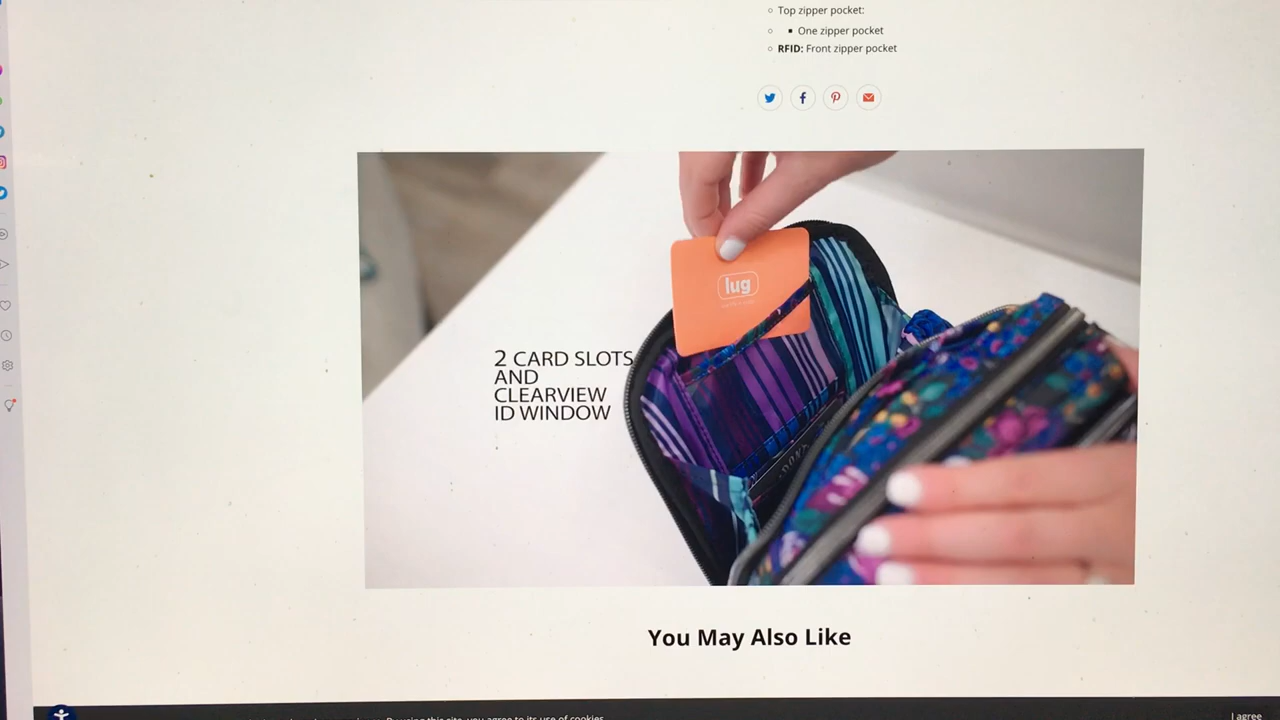 Top zipper pocket:
One zipper pocket
RFID: Front zipper pocket
lug
2 CARD SLOTS
AND
CLEARVIEW
ID WINDOW
You May Also Like
By using this site, you agree to its use of cookies
I agree